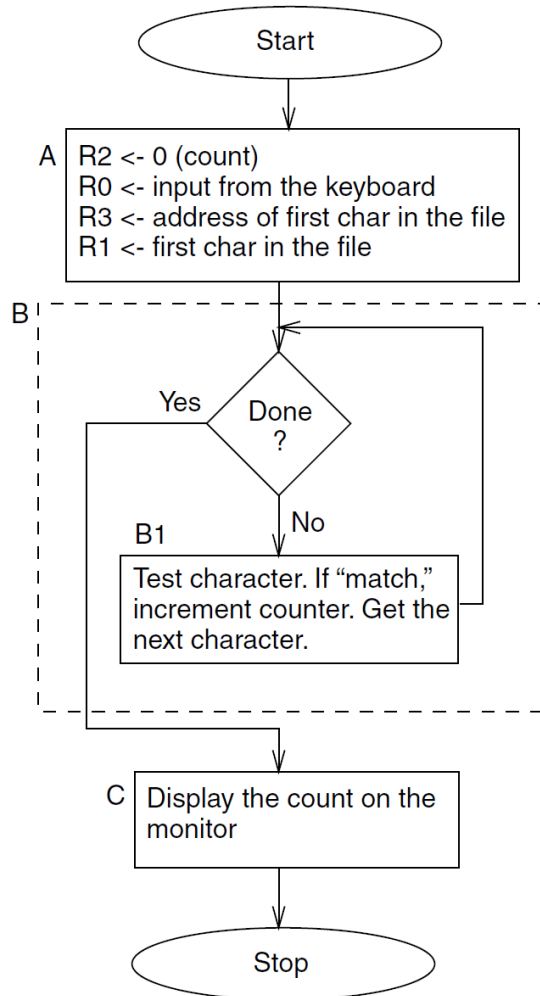 Start
A
R2 <- 0 (count)
R0 <- input from the keyboard
R3 <- address of first char in the file
R1 <- first char in the file
B
Yes
Done
?
No
B1
Test character. If “match,”
increment counter. Get the
next character.
C
Display the count on the
monitor
Stop